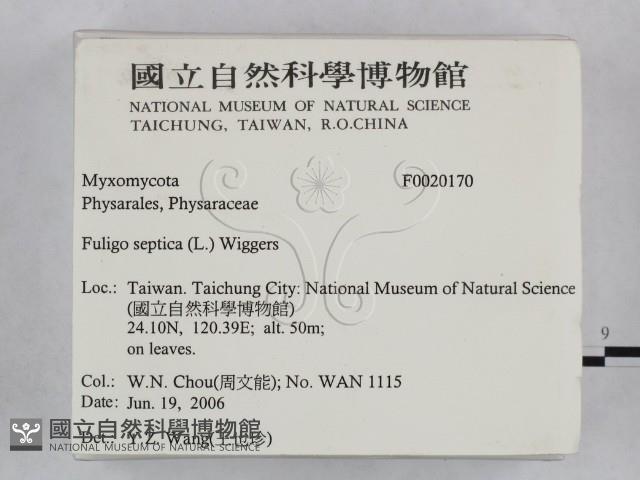 國立自然科學博物館
NATIONAL MUSEUM OF NATURAL SCIENCE
TAICHUNG, TAIWAN, R.O.CHINA
Myxomycota F0020170
Physarales, Physaraceae
Fuligo septica (L.) Wiggers
Loc.: Taiwan. Taichung City: National Museum of Natural Science
(國立自然科學博物館)
24.10N, 120.39E; alt. 50m;
on leaves.
Col.: W.N. Chou(周文能); No. WAN 1115
Date: Jun. 19, 2006
Det.: Y.Z. Wang
國立自然科學博物館
NATIONAL MUSEUM OF NATURAL SCIENCE
9